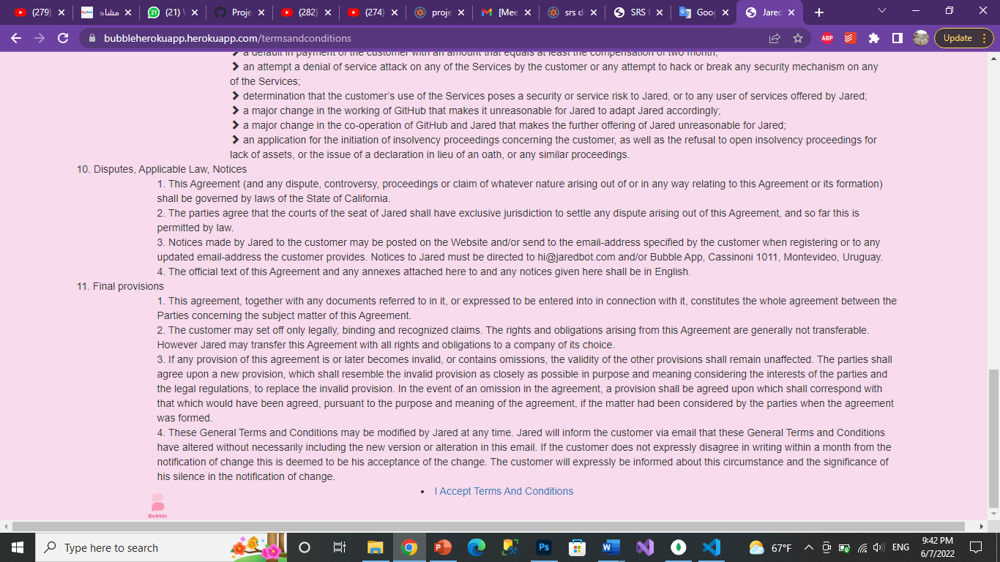 (279)
مشاه
(21) \
Proje
(282)
(274)
proje
[Mee
srs d
SRS I
Goog
Jared
bubbleherokuapp.herokuapp.com/termsandconditions
ABP
Update
a default in payment of the customer with an amount that equals at least the compensation of two month;
an attempt a denial of service attack on any of the Services by the customer or any attempt to hack or break any security mechanism on any
of the Services;
determination that the customer's use of the Services poses a security or service risk to Jared, or to any user of services offered by Jared;
a major change in the working of GitHub that makes it unreasonable for Jared to adapt Jared accordingly;
a major change in the co-operation of GitHub and Jared that makes the further offering of Jared unreasonable for Jared;
an application for the initiation of insolvency proceedings concerning the customer, as well as the refusal to open insolvency proceedings for
lack of assets, or the issue of a declaration in lieu of an oath, or any similar proceedings.
10. Disputes, Applicable Law, Notices
1. This Agreement (and any dispute, controversy, proceedings or claim of whatever nature arising out of or in any way relating to this Agreement or its formation)
shall be governed by laws of the State of California.
2. The parties agree that the courts of the seat of Jared shall have exclusive jurisdiction to settle any dispute arising out of this Agreement, and so far this is
permitted by law.
3. Notices made by Jared to the customer may be posted on the Website and/or send to the email-address specified by the customer when registering or to any
updated email-address the customer provides. Notices to Jared must be directed to hi@jaredbot.com and/or Bubble App, Cassinoni 1011, Montevideo, Uruguay.
4. The official text of this Agreement and any annexes attached here to and any notices given here shall be in English.
11. Final provisions
1. This agreement, together with any documents referred to in it, or expressed to be entered into in connection with it, constitutes the whole agreement between the
Parties concerning the subject matter of this Agreement.
2. The customer may set off only legally, binding and recognized claims. The rights and obligations arising from this Agreement are generally not transferable.
However Jared may transfer this Agreement with all rights and obligations to a company of its choice.
3. If any provision of this agreement is or later becomes invalid, or contains omissions, the validity of the other provisions shall remain unaffected. The parties shall
agree upon a new provision, which shall resemble the invalid provision as closely as possible in purpose and meaning considering the interests of the parties and
the legal regulations, to replace the invalid provision. In the event of an omission in the agreement, a provision shall be agreed upon which shall correspond with
that which would have been agreed, pursuant to the purpose and meaning of the agreement, if the matter had been considered by the parties when the agreement
was formed.
4. These General Terms and Conditions may be modified by Jared at any time. Jared will inform the customer via email that these General Terms and Conditions
have altered without necessarily including the new version or alteration in this email. If the customer does not expressly disagree in writing within a month from the
notification of change this is deemed to be his acceptance of the change. The customer will expressly be informed about this circumstance and the significance of
his silence in the notification of change.
• I Accept Terms And Conditions
Bubble
Type here to search
67°F
ENG
9:42 PM
6/7/2022